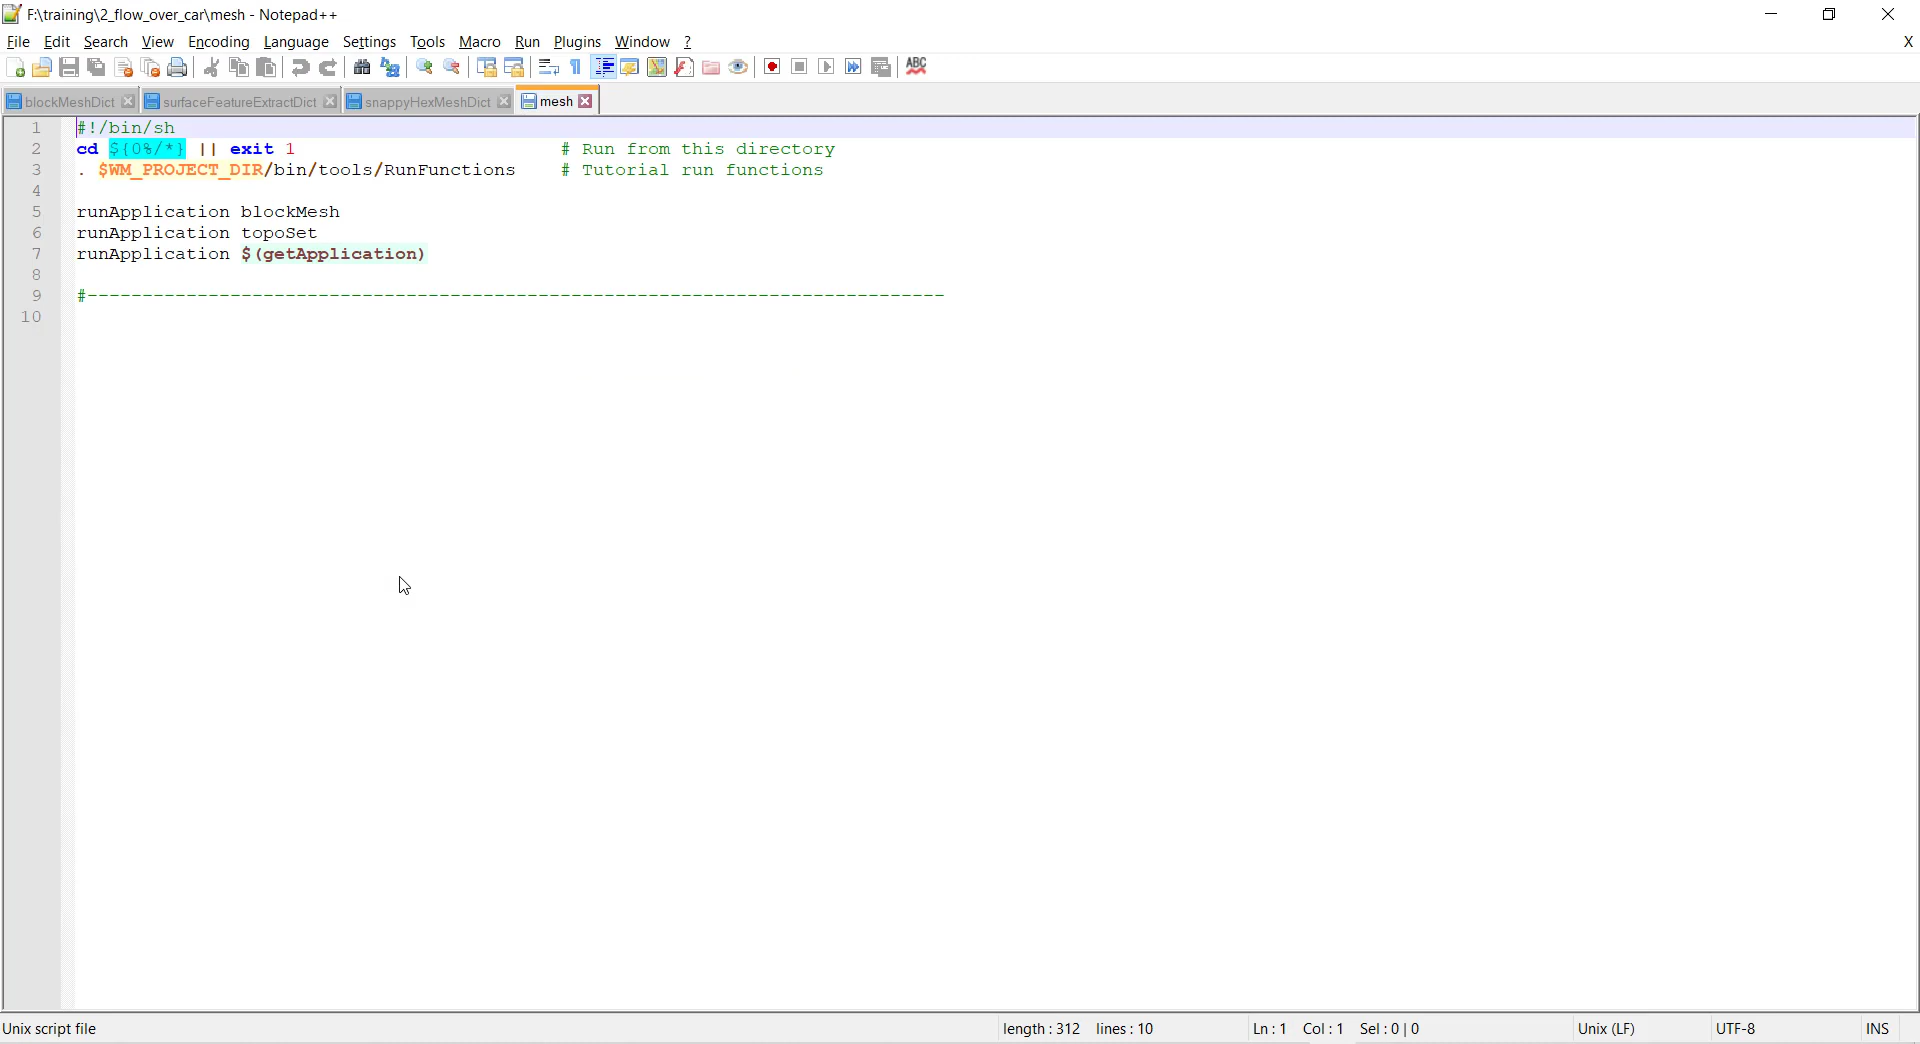 F:\training\2_flow_over_car\mesh - Notepad++
File Edit Search View Encoding Language Settings Tools Macro Run Plugins Window ? X
ABC
blockMeshDict surfaceFeatureExtractDict snappyHexMeshDict mesh
1 #!/bin/sh
2 cd ${0%/*} || exit 1 # Run from this directory
3 . $WM_PROJECT_DIR/bin/tools/RunFunctions # Tutorial run functions
4
5 runApplication blockMesh
6 runApplication topoSet
7 runApplication $(getApplication)
8
9 #------------------------------------------------------------------------------
10
Unix script file length : 312 lines : 10 Ln : 1 Col : 1 Sel : 0 | 0 Unix (LF) UTF-8 INS